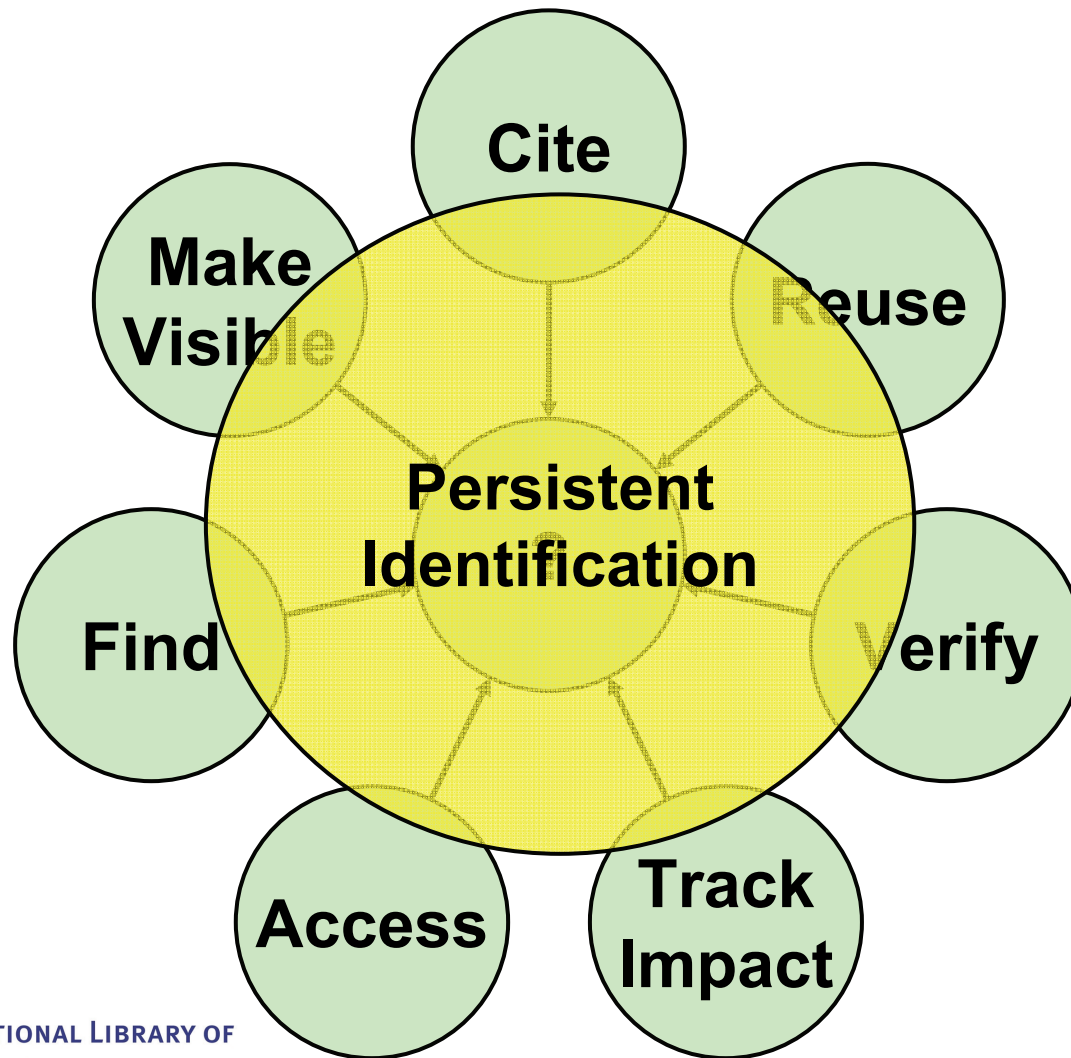 Cite
Make
Visible
Reuse
Persistent
Identification
?
Find
Verify
Access
Track
Impact
TIONAL LIBRARY OF